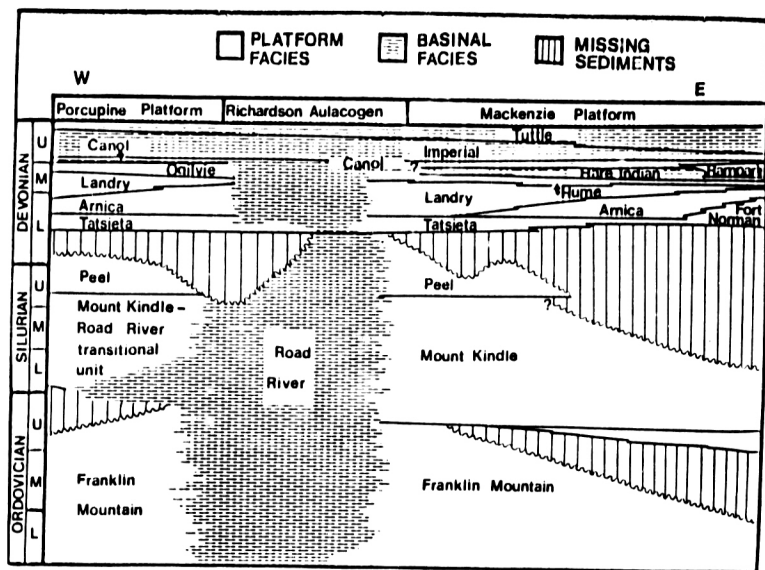 PLATFORM FACIES
BASINAL FACIES
MISSING SEDIMENTS
W
E
Porcupine Platform
Richardson Aulacogen
Mackenzie Platform
DEVONIAN
U
M
L
SILURIAN
U
M
L
ORDOVICIAN
U
M
L
Tuttle
Canol
Imperial
Canol
?
Ogilvie
Hare Indian
Rampart
Landry
Hume
Landry
Arnica
Arnica
Fort
Norman
Tatsieta
Tatsieta
Peel
Peel
?
Mount Kindle –
Road River
transitional
unit
Road
River
Mount Kindle
Franklin
Mountain
Franklin Mountain